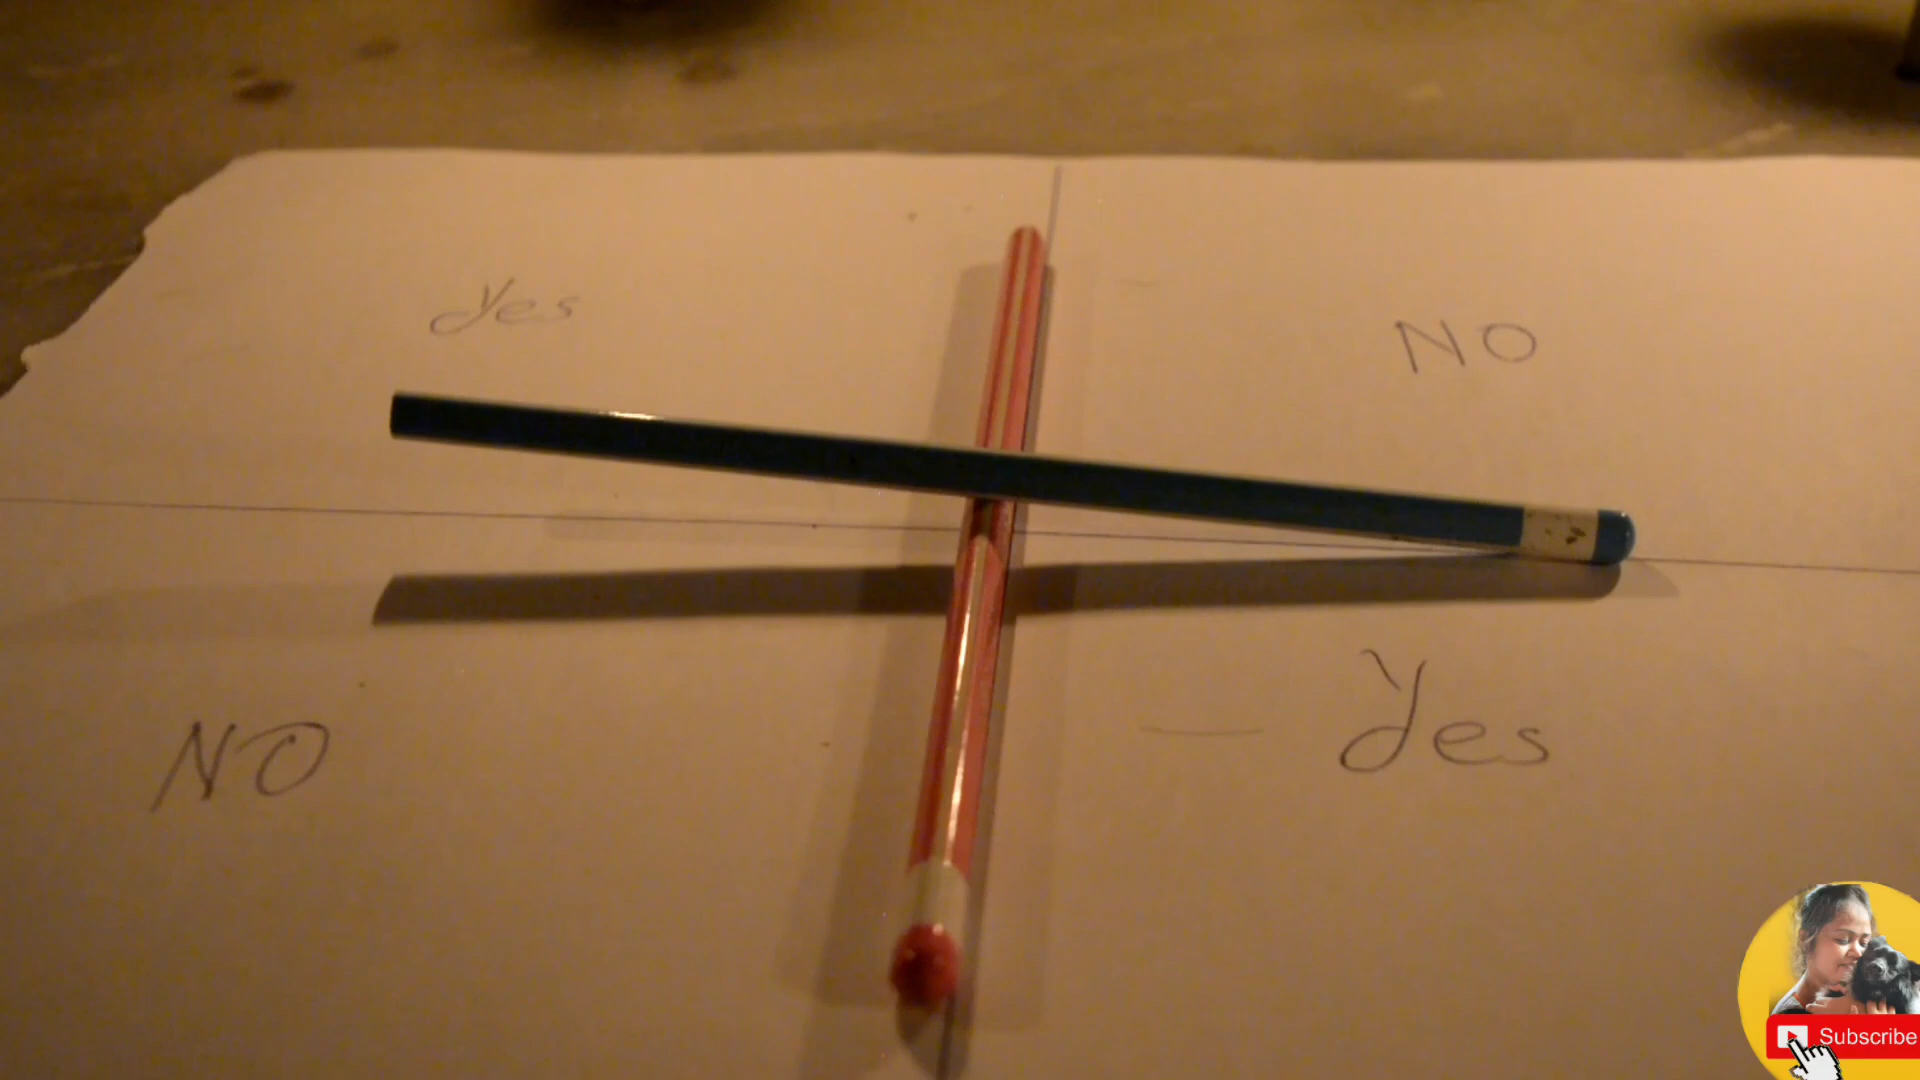 Yes
NO
NO
Yes
Subscribe